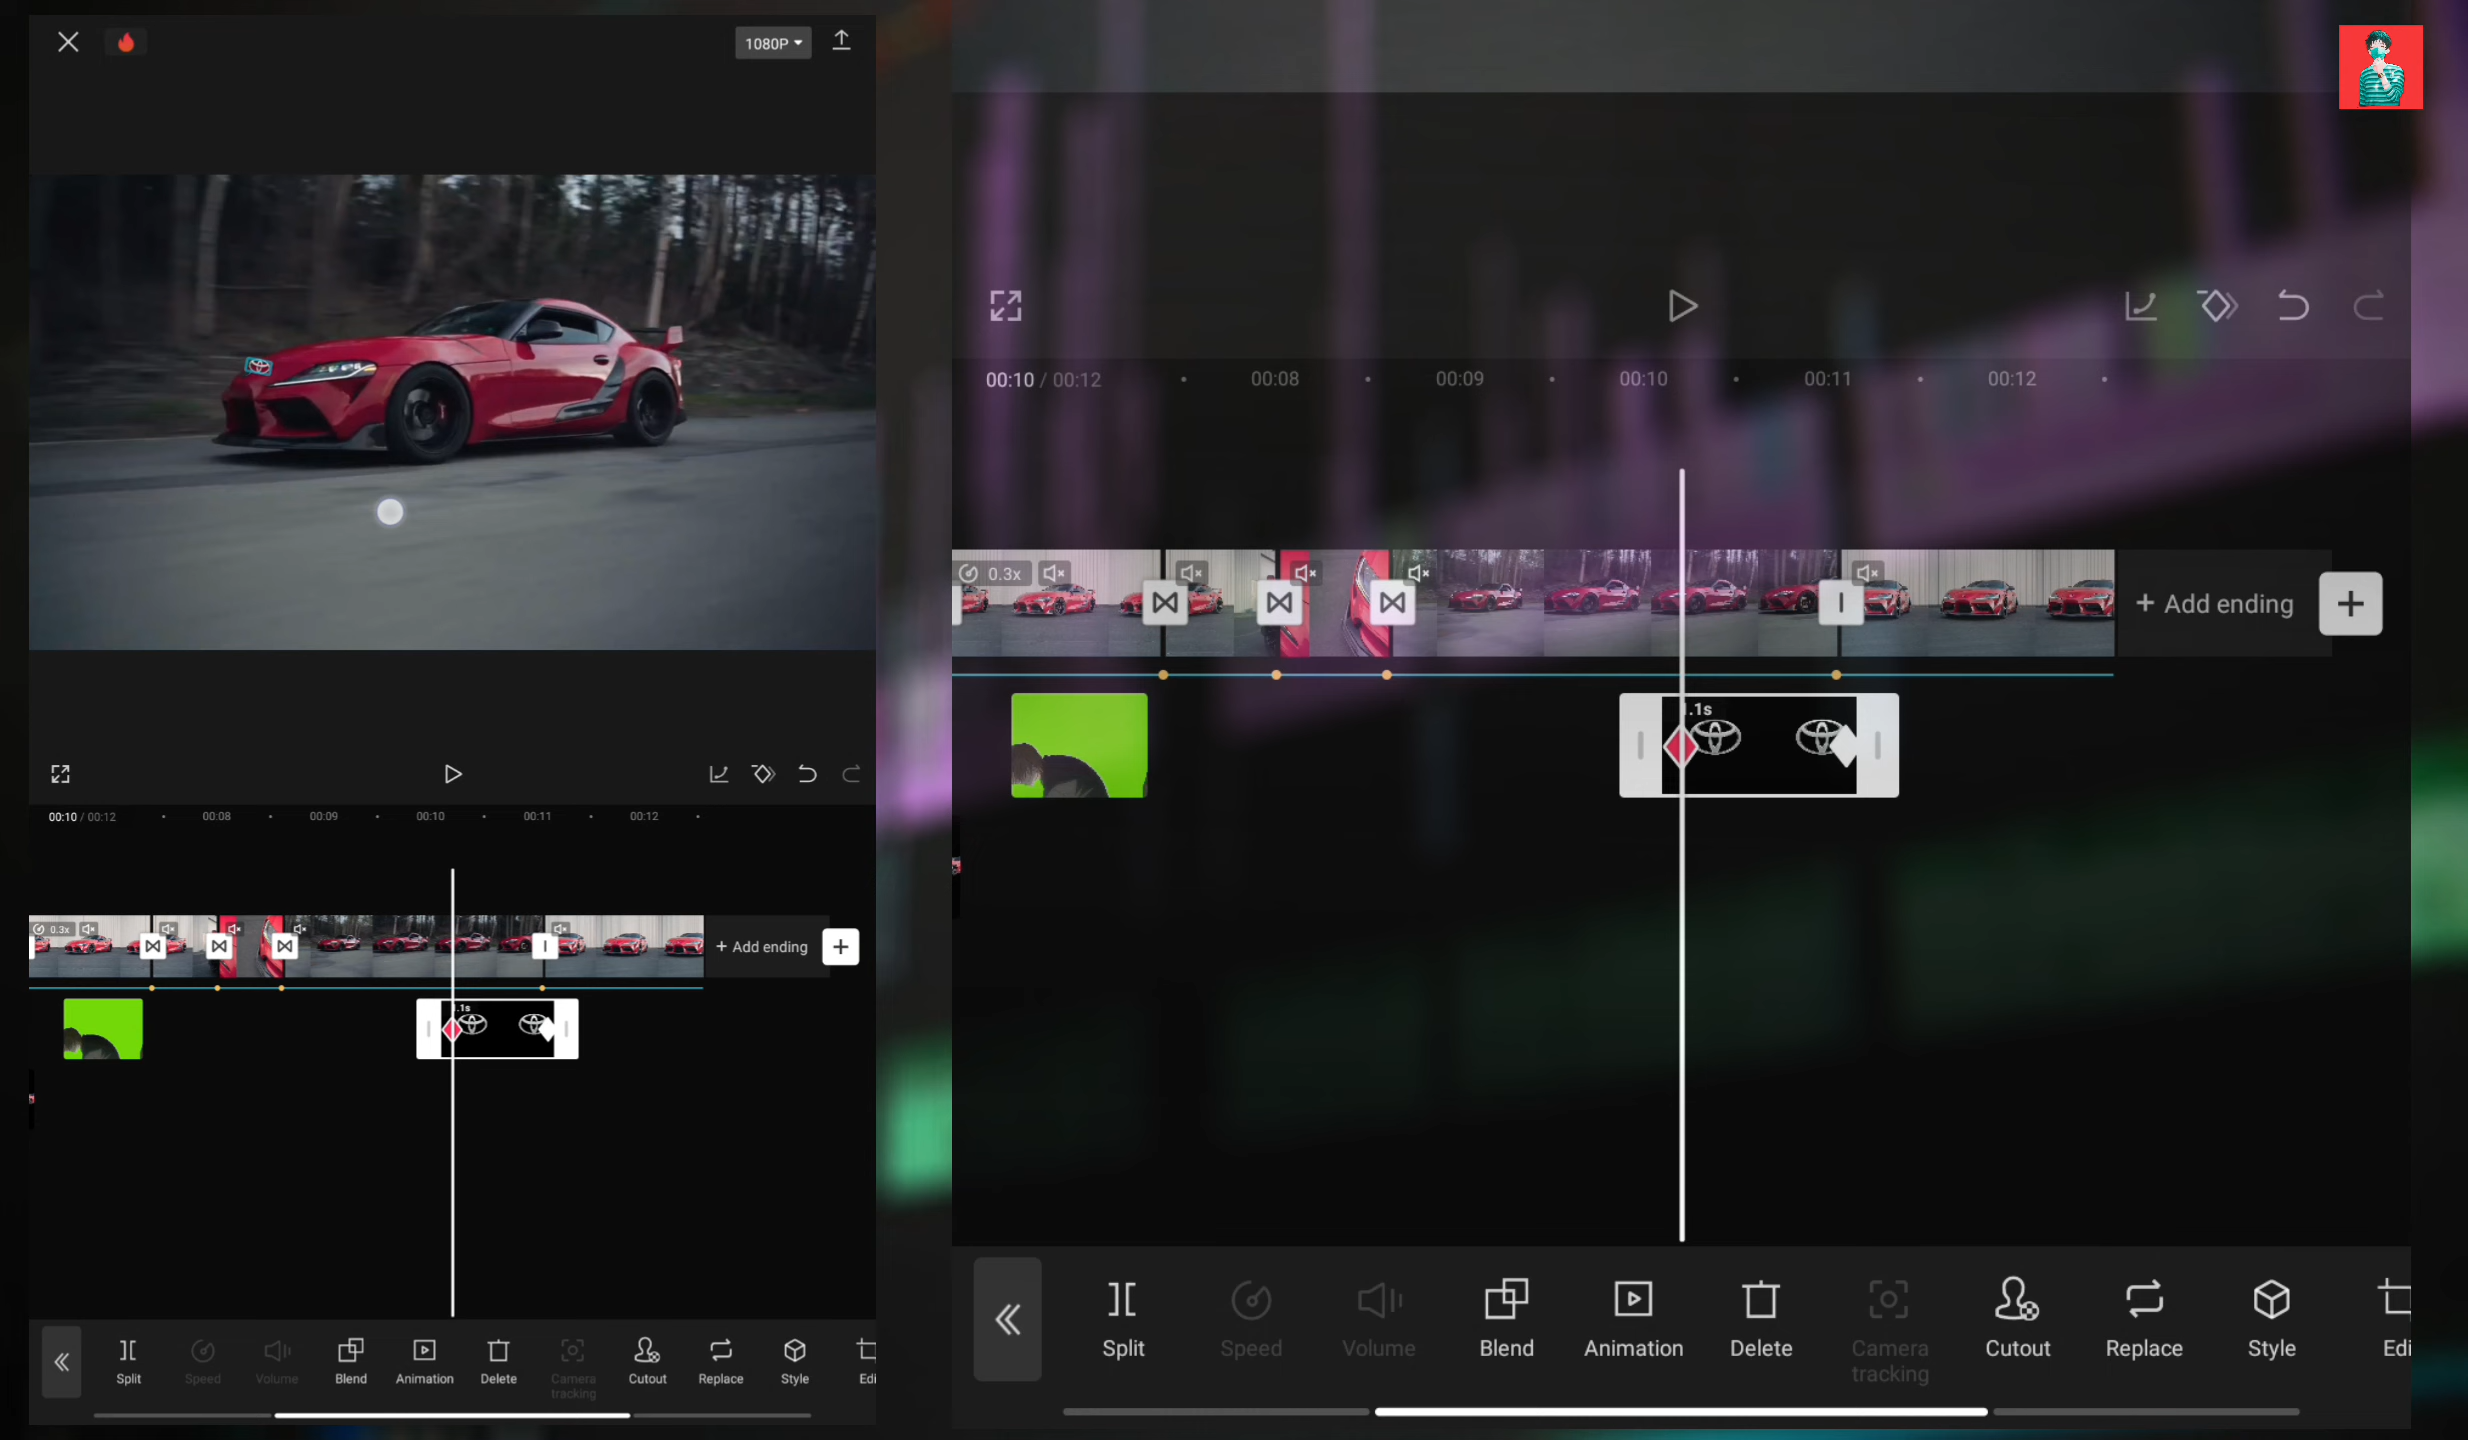 1080P
00:10 / 00:12
00:08
00:09
00:10
00:11
00:12
0.3x
+ Add ending
.1s
Split
Speed
Volume
Blend
Animation
Delete
Camera
tracking
Cutout
Replace
Style
Edi
00:10 / 00:12
00:08
00:09
00:10
00:11
00:12
0.3x
+ Add ending
.1s
Split
Speed
Volume
Blend
Animation
Delete
Camera
tracking
Cutout
Replace
Style
Edi